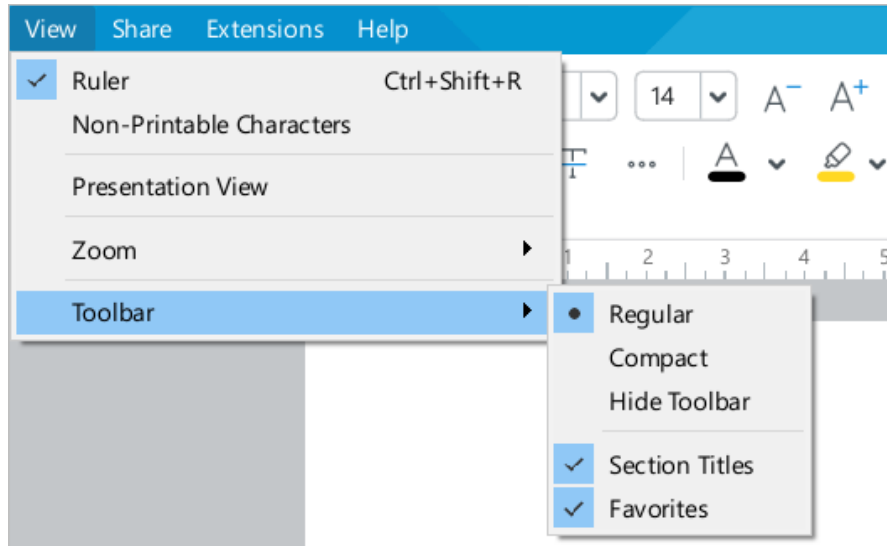 View Share Extensions Help
Ruler Ctrl+Shift+R
Non-Printable Characters
Presentation View
Zoom
Toolbar
14 A− A+
A
1 2 3 4 5
Regular
Compact
Hide Toolbar
Section Titles
Favorites